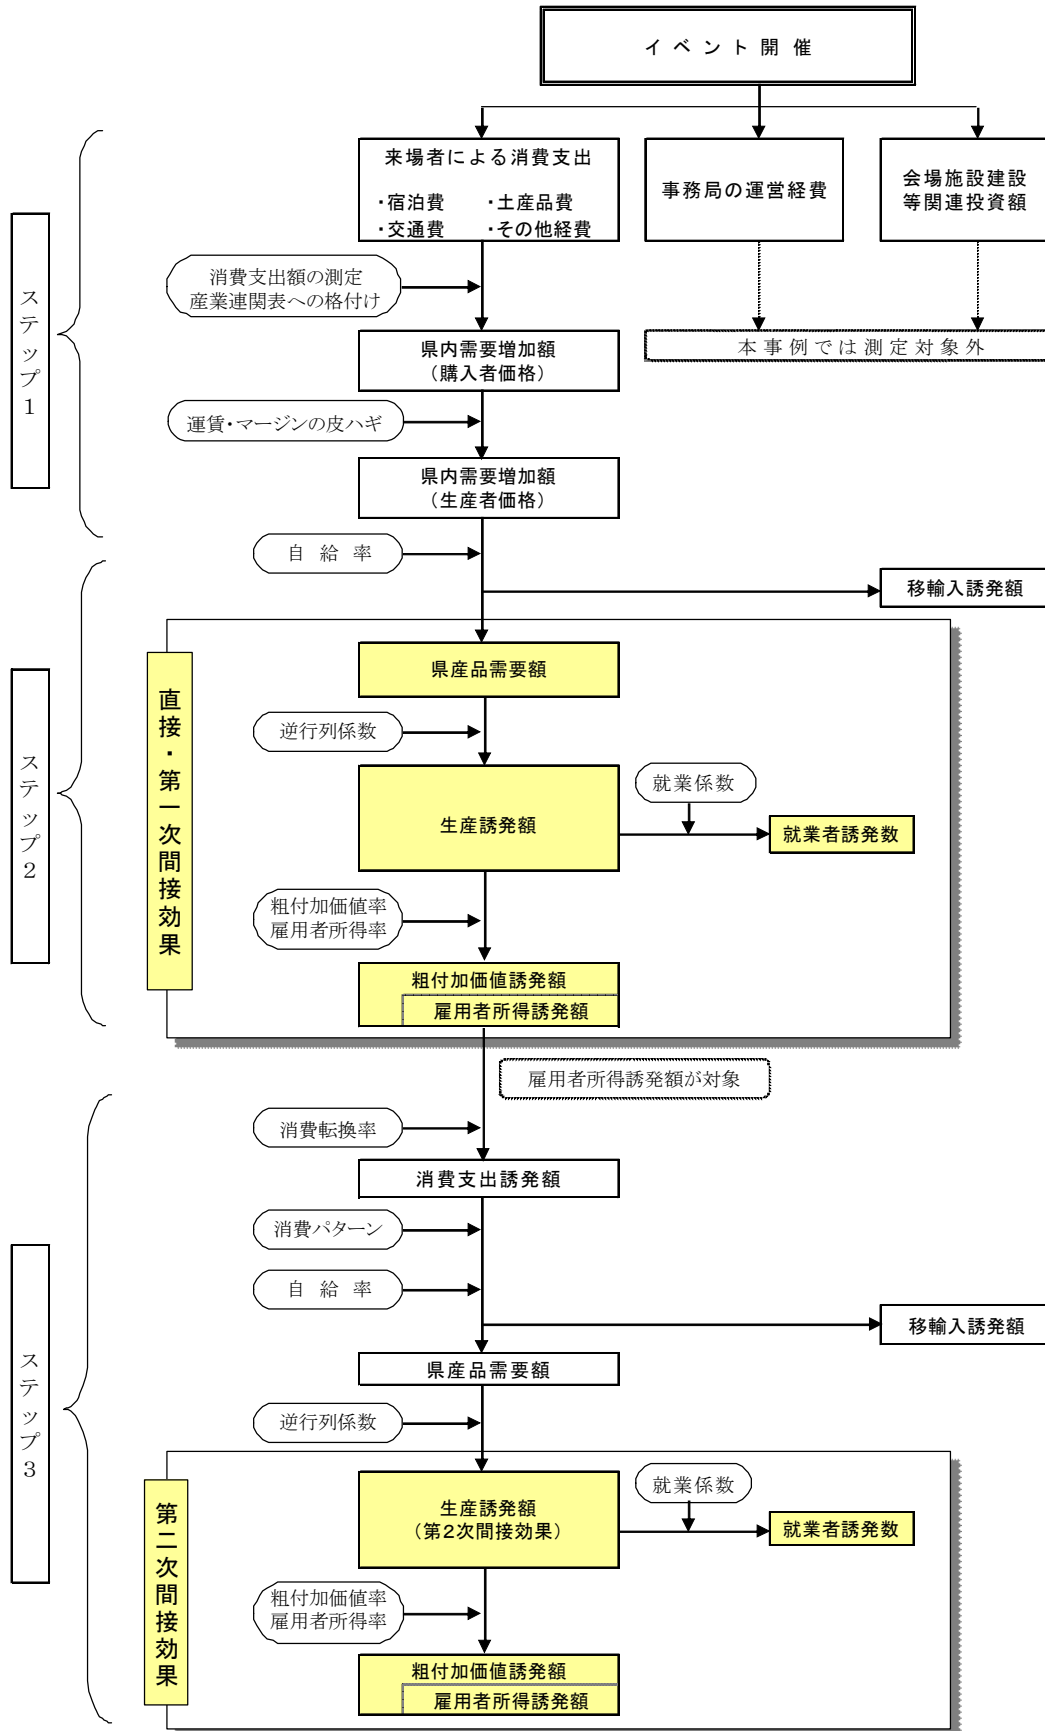 イベント開催
来場者による消費支出
・宿泊費　・土産品費
・交通費　・その他経費
事務局の運営経費
会場施設建設
等関連投資額
消費支出額の測定
産業連関表への格付け
ステップ1
県内需要増加額
（購入者価格）
本事例では測定対象外
運賃・マージンの皮ハギ
県内需要増加額
（生産者価格）
自給率
移輸入誘発額
ステップ2
直接・第一次間接効果
県産品需要額
逆行列係数
就業係数
生産誘発額
就業者誘発数
粗付加価値率
雇用者所得率
粗付加価値誘発額
雇用者所得誘発額
雇用者所得誘発額が対象
消費転換率
消費支出誘発額
消費パターン
自給率
移輸入誘発額
ステップ3
県産品需要額
逆行列係数
第二次間接効果
就業係数
生産誘発額
（第2次間接効果）
就業者誘発数
粗付加価値率
雇用者所得率
粗付加価値誘発額
雇用者所得誘発額